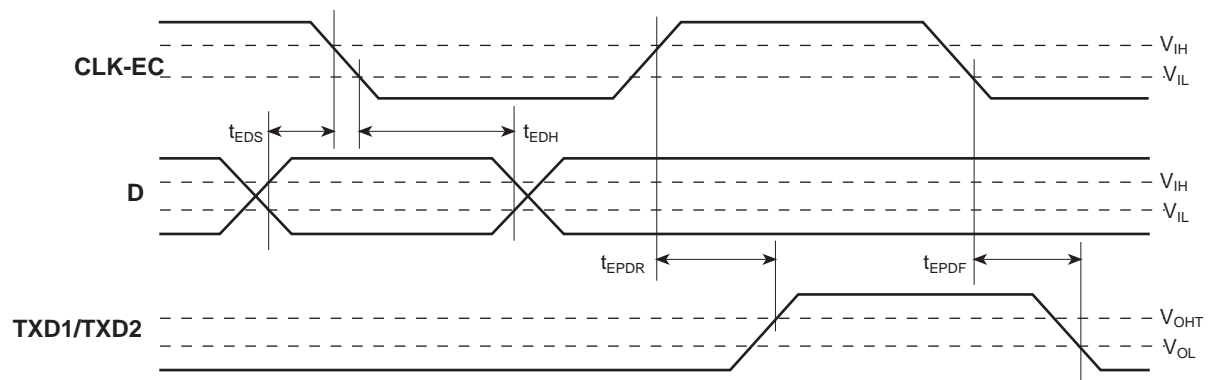 CLK-EC
V_IH
V_IL
t_EDS
t_EDH
D
V_IH
V_IL
t_EPDR
t_EPDF
TXD1/TXD2
V_OHT
V_OL